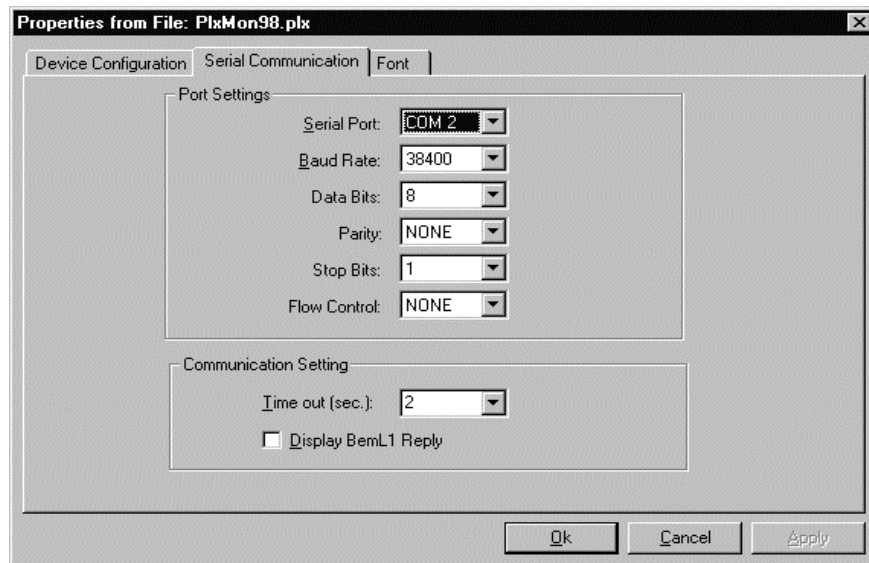 Properties from File: PlxMon98.plx
Device Configuration Serial Communication Font
Port Settings
Serial Port: COM 2
Baud Rate: 38400
Data Bits: 8
Parity: NONE
Stop Bits: 1
Flow Control: NONE
Communication Setting
Time out (sec.): 2
Display BemL1 Reply
Ok Cancel Apply